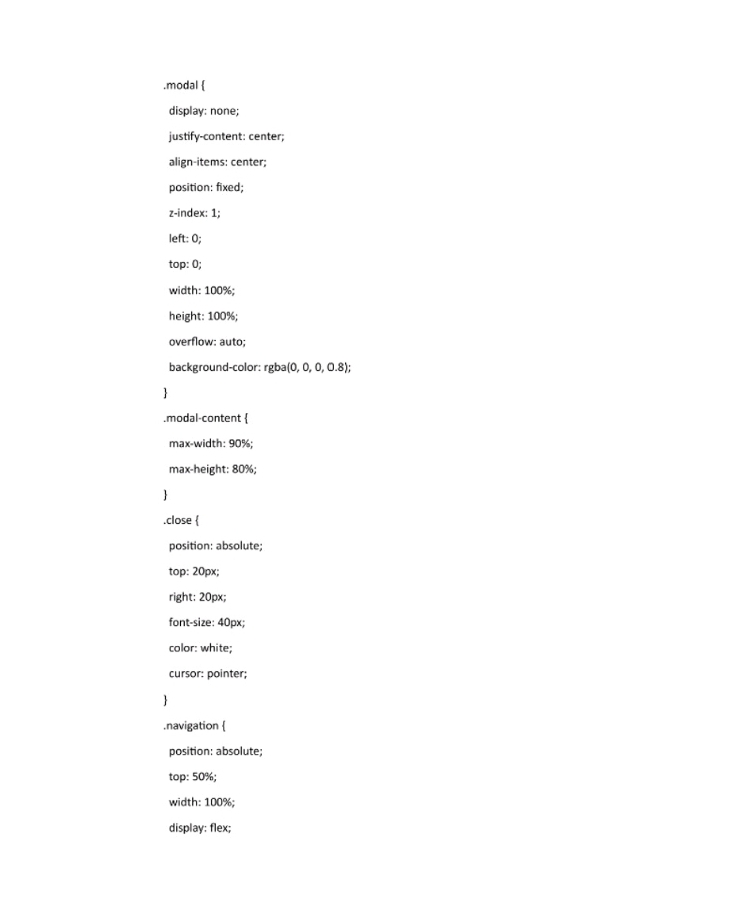 .modal {
display: none;
justify-content: center;
align-items: center;
position: fixed;
z-index: 1;
left: 0;
top: 0;
width: 100%;
height: 100%;
overflow: auto;
background-color: rgba(0, 0, 0, 0.8);
}
.modal-content {
max-width: 90%;
max-height: 80%;
}
.close {
position: absolute;
top: 20px;
right: 20px;
font-size: 40px;
color: white;
cursor: pointer;
}
.navigation {
position: absolute;
top: 50%;
width: 100%;
display: flex;